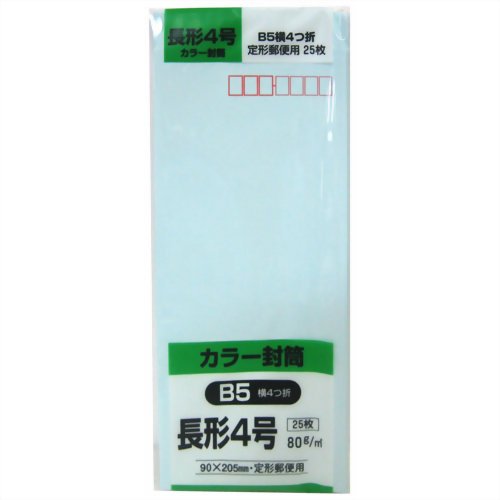 長形4号
カラー封筒
B5横4つ折
定形郵便用 25枚
カラー封筒
B5 横4つ折
長形4号
25枚
80g/㎡
90×205mm・定形郵便用